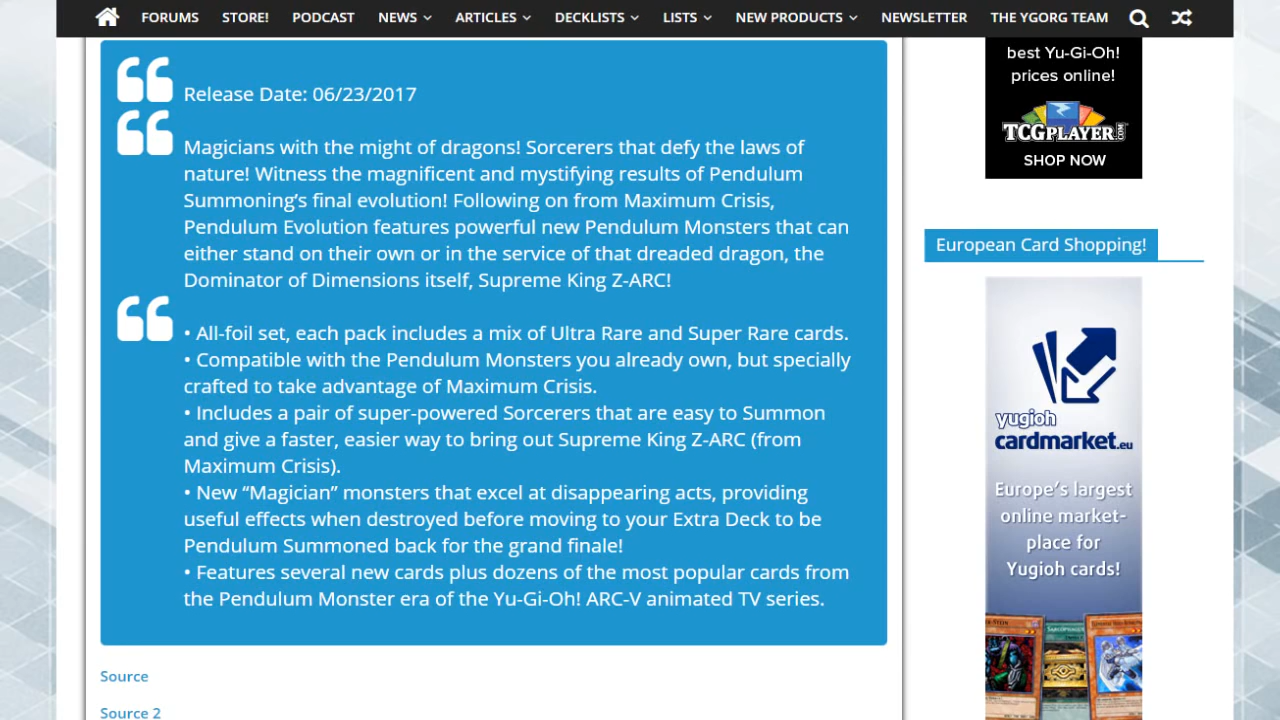 FORUMS STORE! PODCAST NEWS ARTICLES DECKLISTS LISTS NEW PRODUCTS NEWSLETTER THE YGORG TEAM
Release Date: 06/23/2017
Magicians with the might of dragons! Sorcerers that defy the laws of
nature! Witness the magnificent and mystifying results of Pendulum
Summoning's final evolution! Following on from Maximum Crisis,
Pendulum Evolution features powerful new Pendulum Monsters that can
either stand on their own or in the service of that dreaded dragon, the
Dominator of Dimensions itself, Supreme King Z-ARC!
• All-foil set, each pack includes a mix of Ultra Rare and Super Rare cards.
• Compatible with the Pendulum Monsters you already own, but specially
crafted to take advantage of Maximum Crisis.
• Includes a pair of super-powered Sorcerers that are easy to Summon
and give a faster, easier way to bring out Supreme King Z-ARC (from
Maximum Crisis).
• New “Magician” monsters that excel at disappearing acts, providing
useful effects when destroyed before moving to your Extra Deck to be
Pendulum Summoned back for the grand finale!
• Features several new cards plus dozens of the most popular cards from
the Pendulum Monster era of the Yu-Gi-Oh! ARC-V animated TV series.
Source
Source 2
best Yu-Gi-Oh!
prices online!
TCGPLAYER.COM
SHOP NOW
European Card Shopping!
yugioh
cardmarket.eu
Europe's largest
online market-
place for
Yugioh cards!